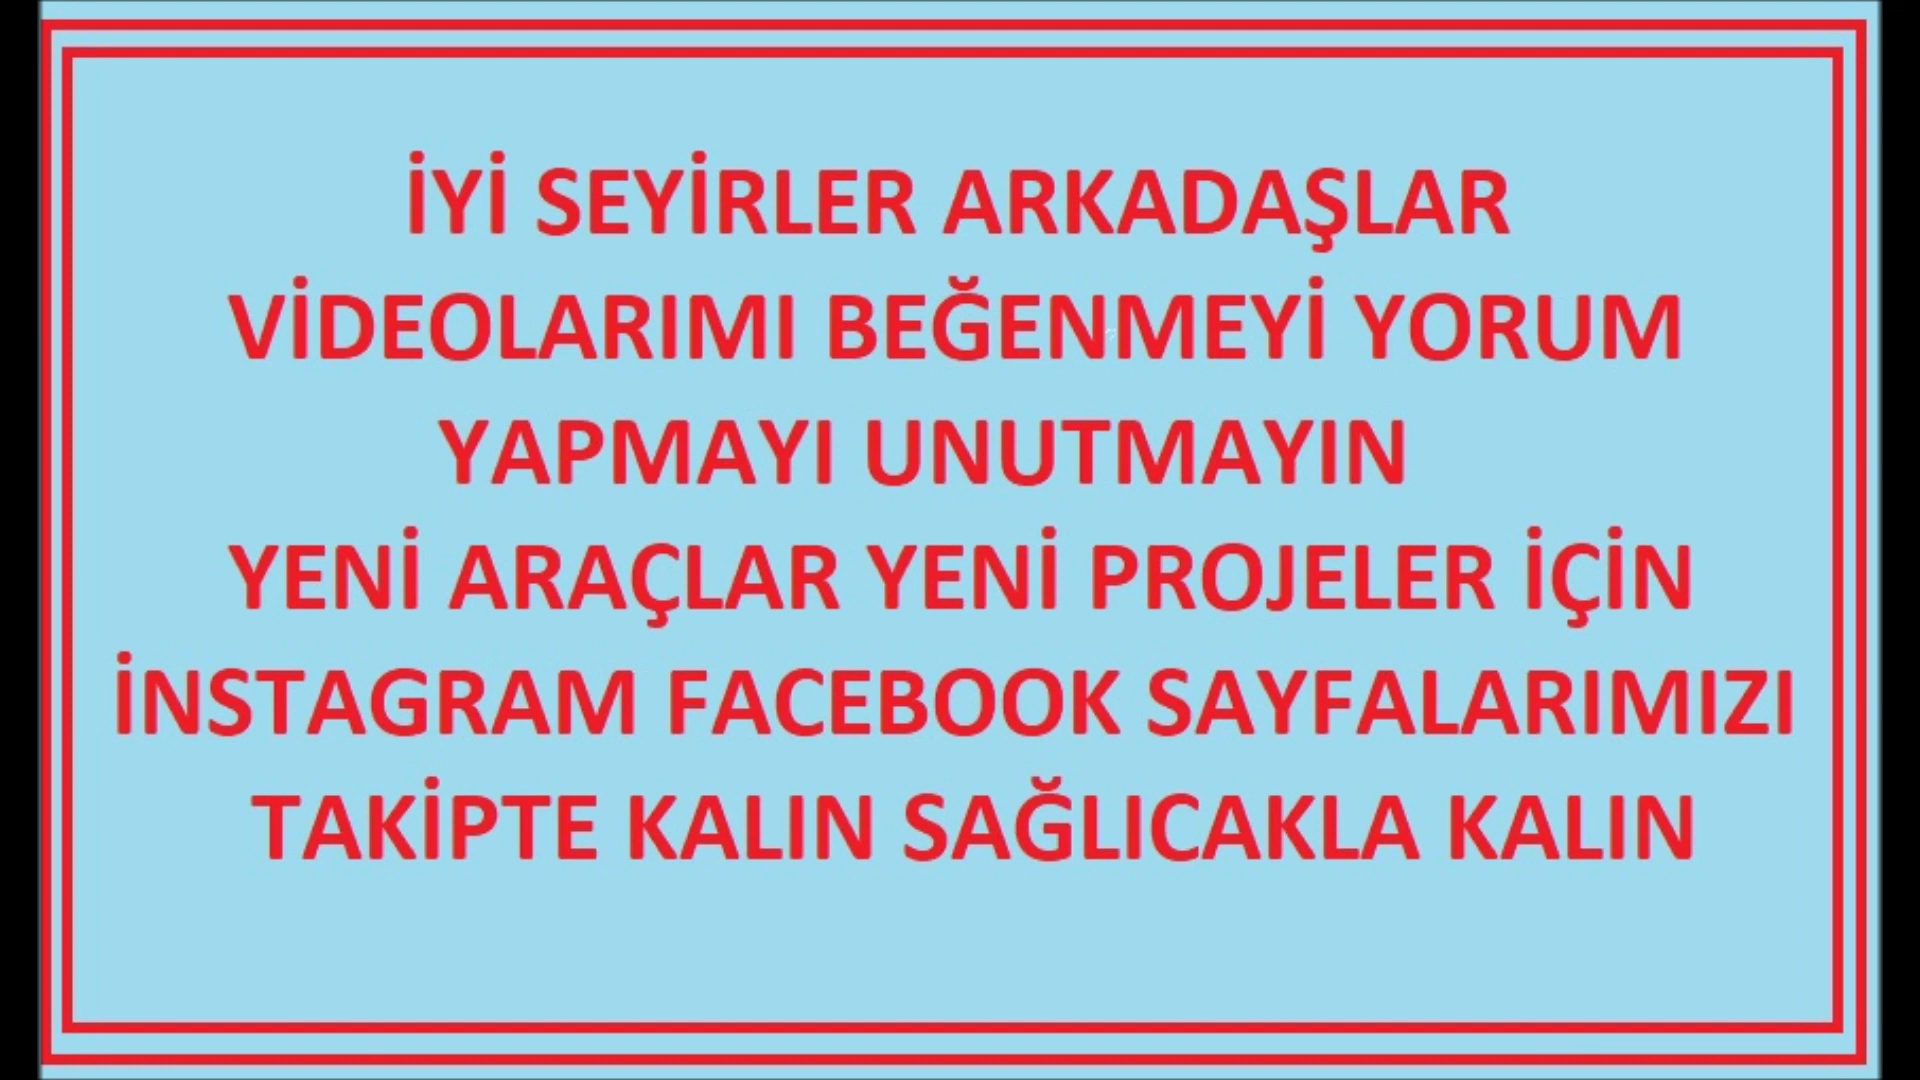 İYİ SEYİRLER ARKADAŞLAR
VİDEOLARIMI BEĞENMEYİ YORUM
YAPMAYI UNUTMAYIN
YENİ ARAÇLAR YENİ PROJELER İÇİN
İNSTAGRAM FACEBOOK SAYFALARIMIZI
TAKİPTE KALIN SAĞLICAKLA KALIN